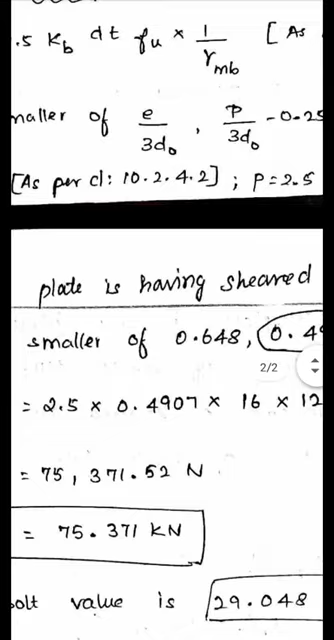 .5 Kb dt fu × 1/γmb [As
maller of e/3d₀, p/3d₀ - 0.25
[As per cl: 10.2.4.2] ; P = 2.5
plate is having sheared
smaller of 0.648, 0.49
2/2
= 2.5 × 0.4907 × 16 × 12
= 75, 371.52 N
= 75.371 KN
bolt value is 29.048